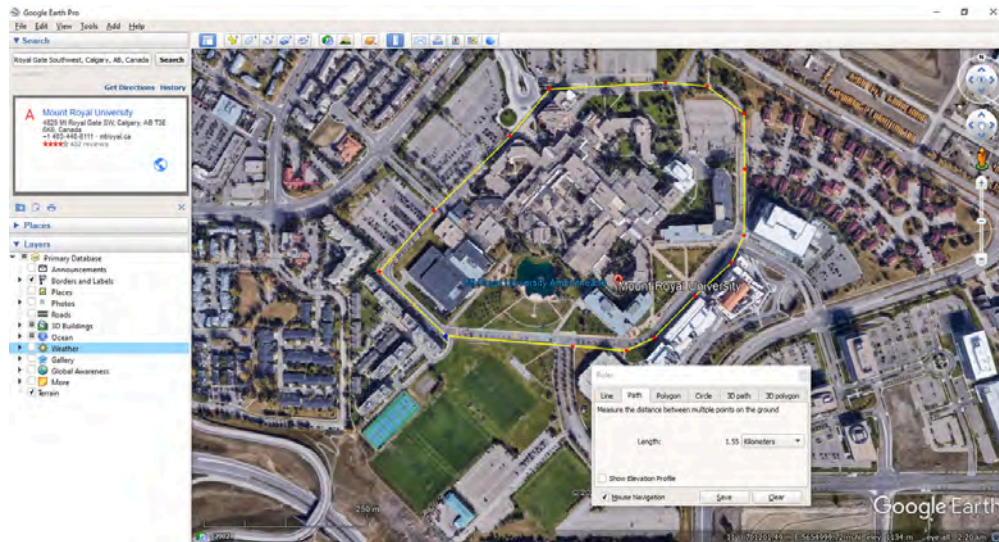 Google Earth Pro
File Edit View Tools Add Help
Search
Royal Gate Southwest, Calgary, AB, Canada Search
Get Directions History
A Mount Royal University
4825 Mt Royal Gate SW, Calgary, AB T3E
6K6, Canada
+1 403-440-6111 - mtroyal.ca
432 reviews
Places
Layers
Primary Database
Announcements
Borders and Labels
Places
Photos
Roads
3D Buildings
Ocean
Weather
Gallery
Global Awareness
More
Terrain
Mount Royal University
Ruler
Line Path Polygon Circle 3D path 3D polygon
Measure the distance between multiple points on the ground
Length: 1.55 Kilometers
Show Elevation Profile
Mouse Navigation Save Clear
250 m
Google Earth